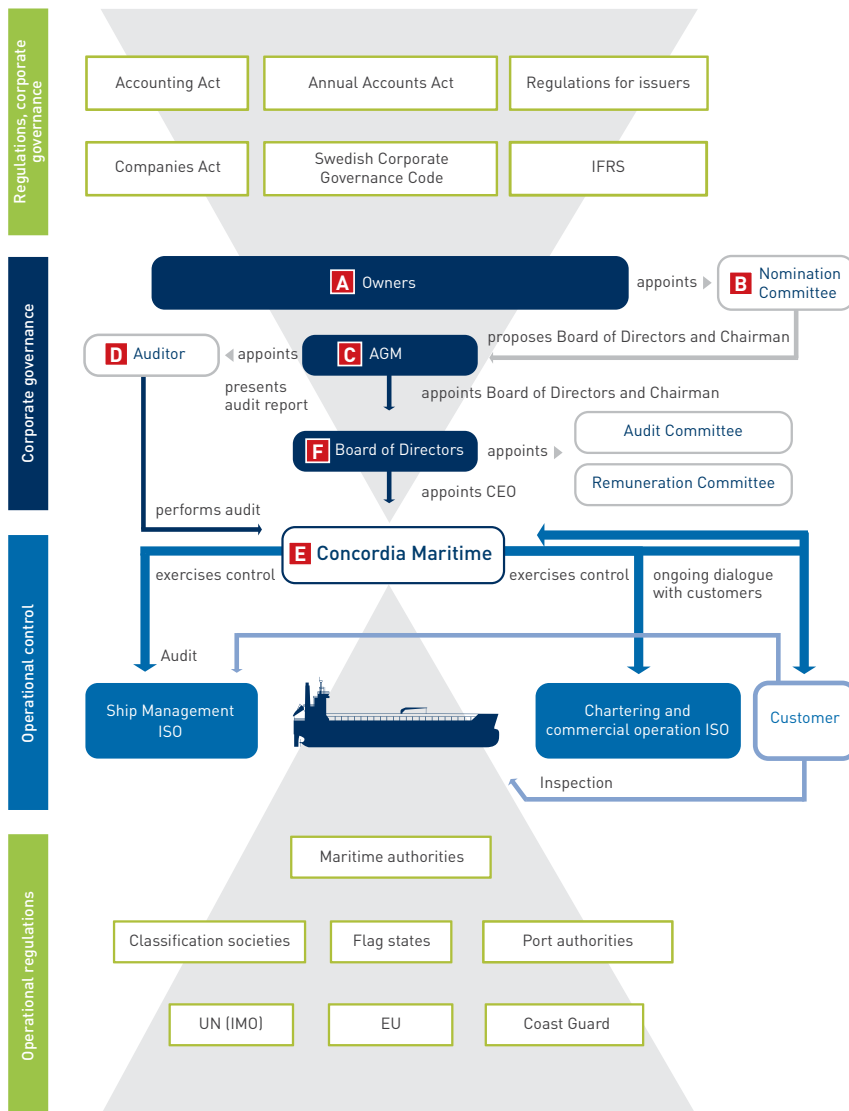 Regulations, corporate
governance
Accounting Act
Annual Accounts Act
Regulations for issuers
Companies Act
Swedish Corporate
Governance Code
IFRS
Corporate governance
A Owners
appoints
B Nomination
Committee
proposes Board of Directors and Chairman
D Auditor
appoints
C AGM
presents
audit report
appoints Board of Directors and Chairman
F Board of Directors
appoints
Audit Committee
Remuneration Committee
appoints CEO
performs audit
Operational control
E Concordia Maritime
exercises control
exercises control
ongoing dialogue
with customers
Audit
Ship Management
ISO
Chartering and
commercial operation ISO
Customer
Inspection
Operational regulations
Maritime authorities
Classification societies
Flag states
Port authorities
UN (IMO)
EU
Coast Guard